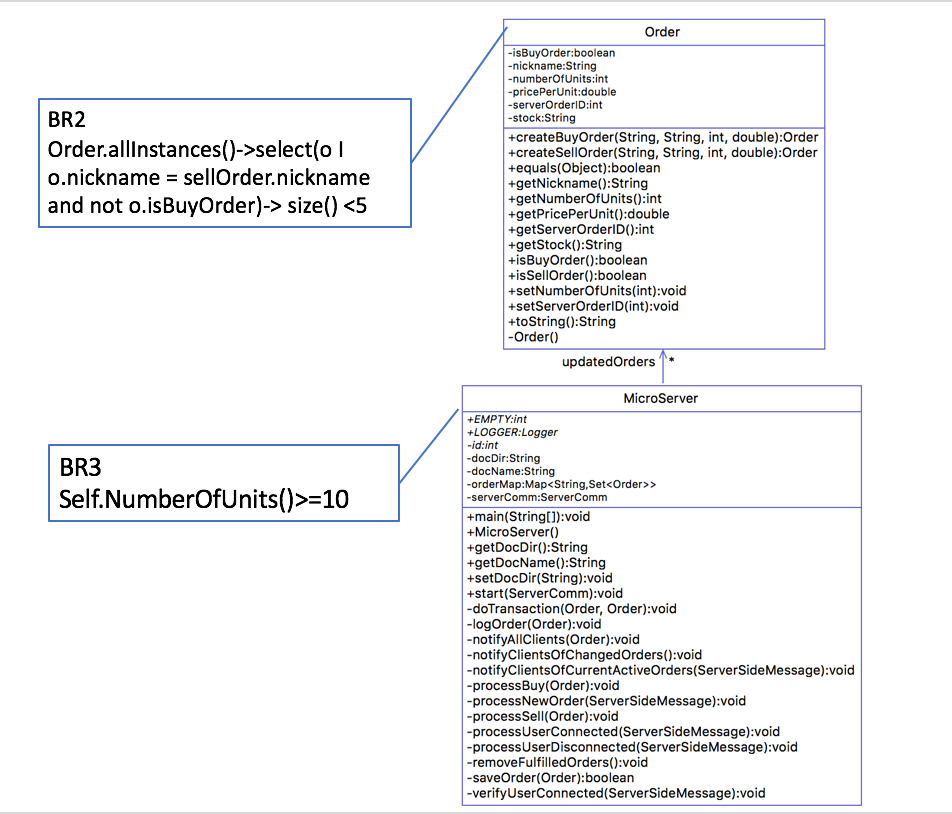 BR2
Order.allInstances()->select(o I
o.nickname = sellOrder.nickname
and not o.isBuyOrder)-> size() <5
Order
-isBuyOrder:boolean
-nickname:String
-numberOfUnits:int
-pricePerUnit:double
-serverOrderID:int
-stock:String
+createBuyOrder(String, String, int, double):Order
+createSellOrder(String, String, int, double):Order
+equals(Object):boolean
+getNickname():String
+getNumberOfUnits():int
+getPricePerUnit():double
+getServerOrderID():int
+getStock():String
+isBuyOrder():boolean
+isSellOrder():boolean
+setNumberOfUnits(int):void
+setServerOrderID(int):void
+toString():String
-Order()
updatedOrders *
BR3
Self.NumberOfUnits()>=10
MicroServer
+EMPTY:int
+LOGGER:Logger
-id:int
-docDir:String
-docName:String
-orderMap:Map<String,Set<Order>>
-serverComm:ServerComm
+main(String[]):void
+MicroServer()
+getDocDir():String
+getDocName():String
+setDocDir(String):void
+start(ServerComm):void
-doTransaction(Order, Order):void
-logOrder(Order):void
-notifyAllClients(Order):void
-notifyClientsOfChangedOrders():void
-notifyClientsOfCurrentActiveOrders(ServerSideMessage):void
-processBuy(Order):void
-processNewOrder(ServerSideMessage):void
-processSell(Order):void
-processUserConnected(ServerSideMessage):void
-processUserDisconnected(ServerSideMessage):void
-removeFulfilledOrders():void
-saveOrder(Order):boolean
-verifyUserConnected(ServerSideMessage):void